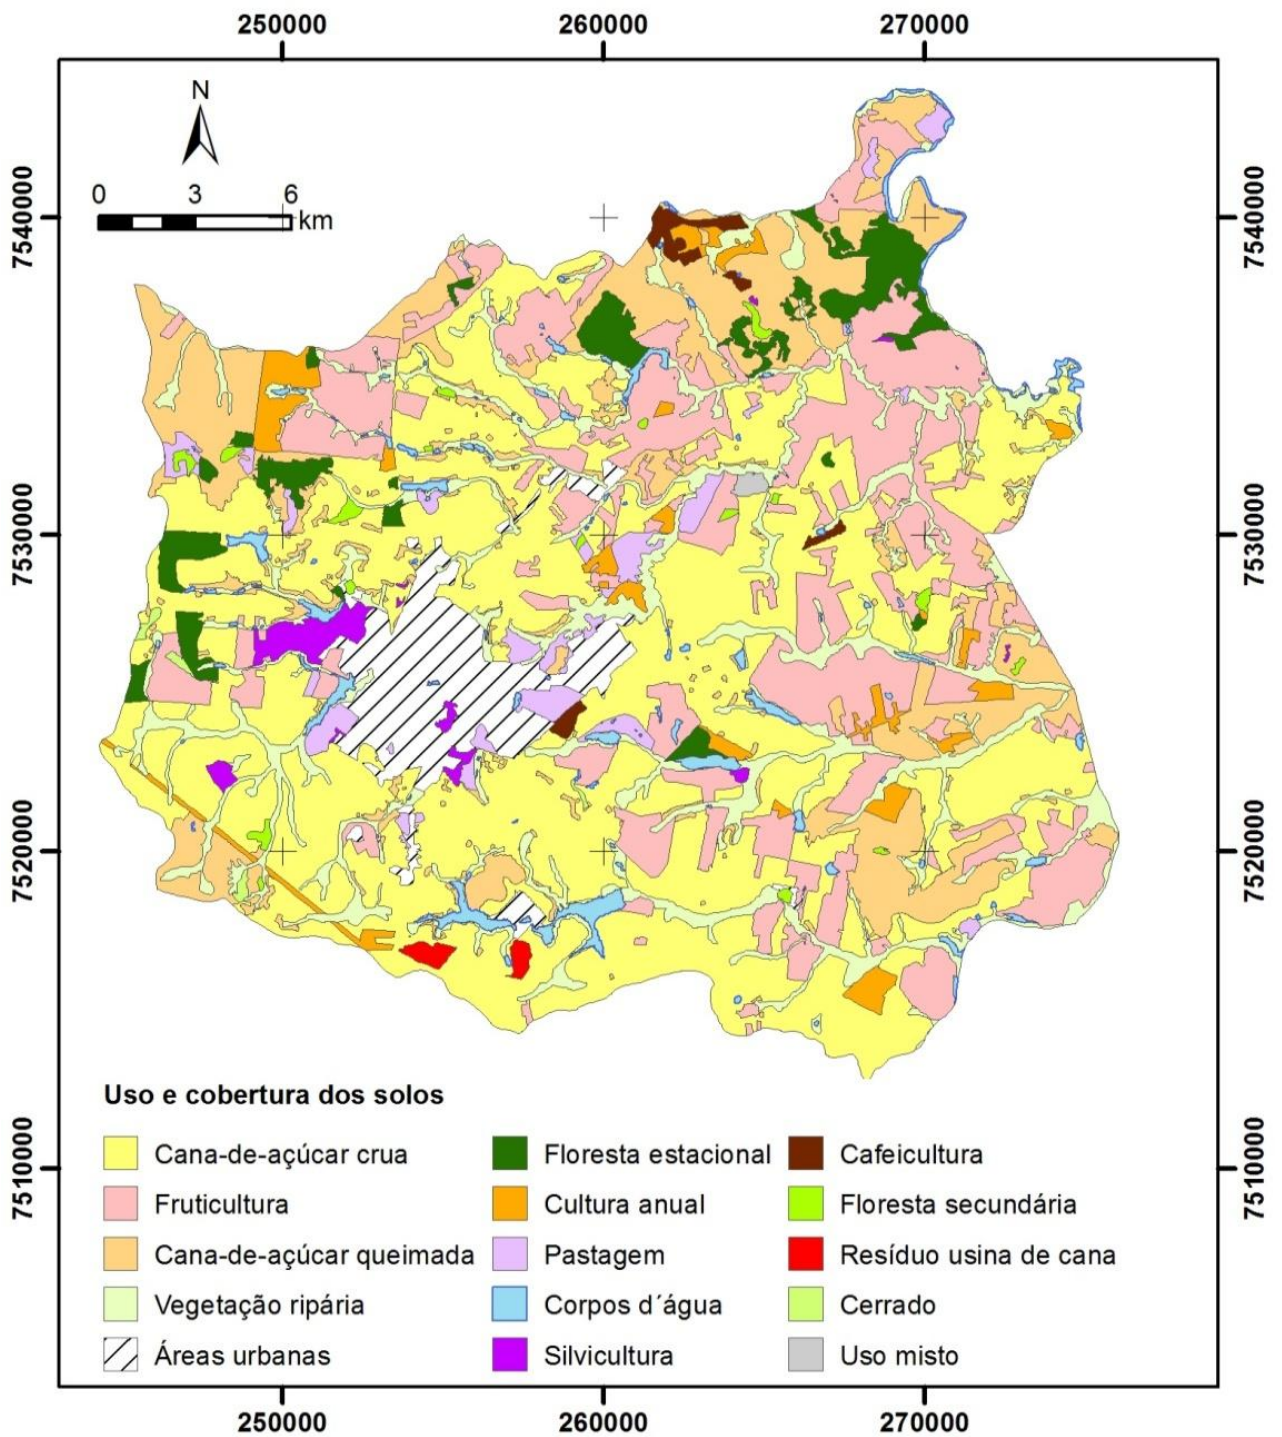 250000 260000 270000
N
0 3 6
km
7540000 7540000
7530000 7530000
7520000 7520000
7510000 7510000
Uso e cobertura dos solos
Cana-de-açúcar crua Floresta estacional Cafeicultura
Fruticultura Cultura anual Floresta secundária
Cana-de-açúcar queimada Pastagem Resíduo usina de cana
Vegetação ripária Corpos d´água Cerrado
Áreas urbanas Silvicultura Uso misto
250000 260000 270000